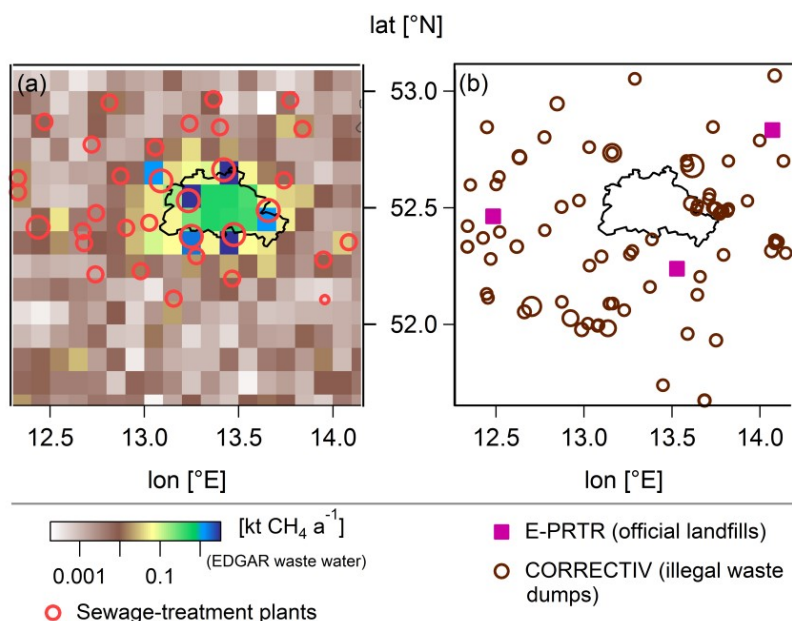 lat [°N]
(a)
(b)
53.0
52.5
52.0
12.5 13.0 13.5 14.0
12.5 13.0 13.5 14.0
lon [°E]
lon [°E]
[kt CH₄ a⁻¹]
(EDGAR waste water)
0.001 0.1
Sewage-treatment plants
E-PRTR (official landfills)
CORRECTIV (illegal waste
dumps)